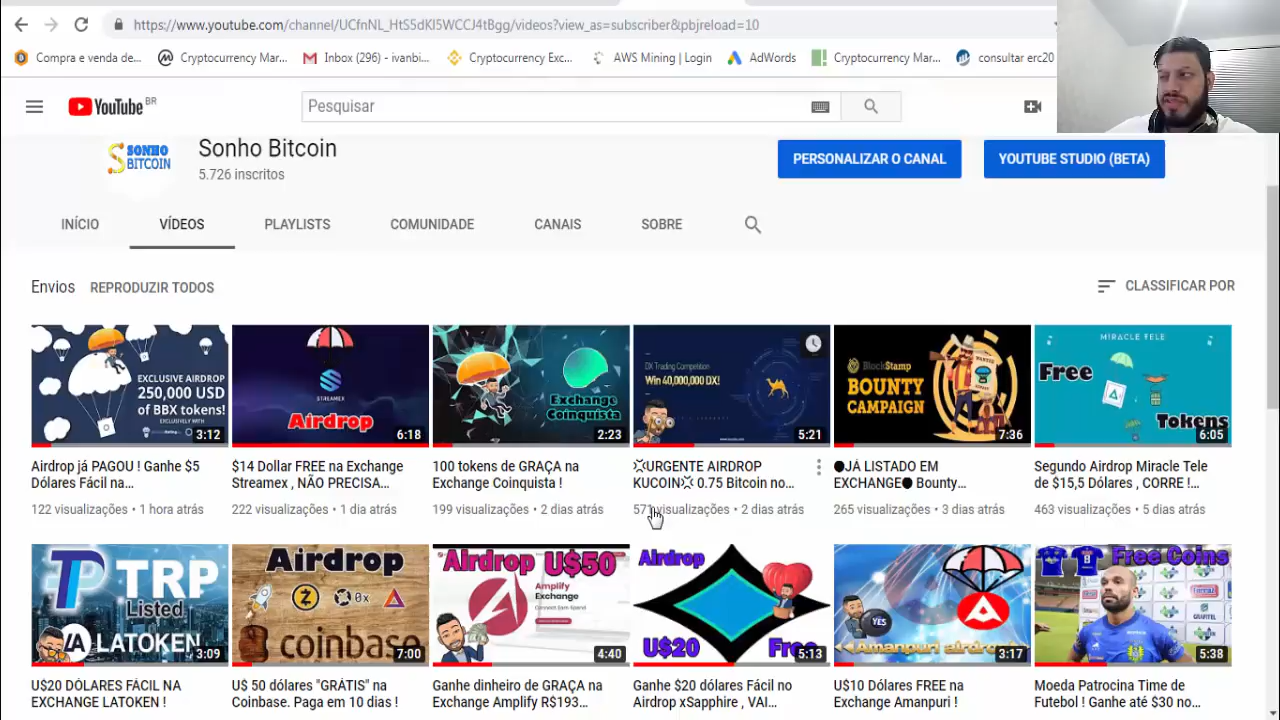 https://www.youtube.com/channel/UCfnNL_HtS5dKI5WCCJ4tBgg/videos?view_as=subscriber&pbjreload=10
Compra e venda de... Cryptocurrency Mar... Inbox (296) - ivanbi... Cryptocurrency Exc... AWS Mining | Login AdWords Cryptocurrency Mar... consultar erc20
YouTube BR
Pesquisar
SONHO
BITCOIN
Sonho Bitcoin
5.726 inscritos
PERSONALIZAR O CANAL
YOUTUBE STUDIO (BETA)
INÍCIO VÍDEOS PLAYLISTS COMUNIDADE CANAIS SOBRE
Envios REPRODUZIR TODOS
CLASSIFICAR POR
EXCLUSIVE AIRDROP
250,000 USD
of BBX tokens!
EXCLUSIVELY WITH
3:12
STREAMEX
Airdrop
6:18
Exchange
Coinquista
2:23
DX Trading Competition
Win 40,000,000 DX!
5:21
BlockStamp
BOUNTY
CAMPAIGN
7:36
MIRACLE TELE
Free
Tokens
6:05
Airdrop já PAGOU ! Ganhe $5
Dólares Fácil na...
122 visualizações • 1 hora atrás
$14 Dollar FREE na Exchange
Streamex , NÃO PRECISA...
222 visualizações • 1 dia atrás
100 tokens de GRAÇA na
Exchange Coinquista !
199 visualizações • 2 dias atrás
💢URGENTE AIRDROP
KUCOIN💢 0.75 Bitcoin no...
571 visualizações • 2 dias atrás
●JÁ LISTADO EM
EXCHANGE● Bounty...
265 visualizações • 3 dias atrás
Segundo Airdrop Miracle Tele
de $15,5 Dólares , CORRE !...
463 visualizações • 5 dias atrás
TRP
Listed
LATOKEN
3:09
Airdrop
0x
coinbase
7:00
Airdrop U$50
Amplify
Exchange
4:40
Airdrop
U$20
Free
5:13
YES
Amanpuri airdrop
3:17
Free Coins
5:38
U$20 DÓLARES FÁCIL NA
EXCHANGE LATOKEN !
U$ 50 dólares "GRÁTIS" na
Coinbase. Paga em 10 dias !
Ganhe dinheiro de GRAÇA na
Exchange Amplify R$193...
Ganhe $20 dólares Fácil no
Airdrop xSapphire , VAI...
U$10 Dólares FREE na
Exchange Amanpuri !
Moeda Patrocina Time de
Futebol ! Ganhe até $30 no...